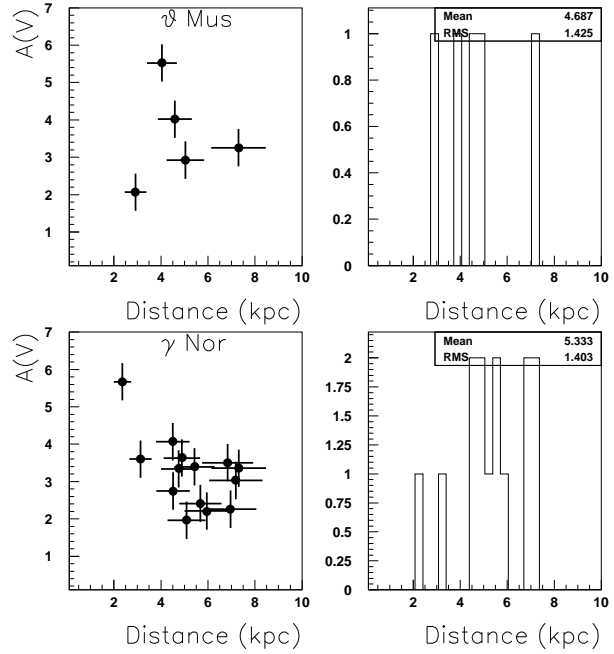 ϑ Mus
A(V)
7
6
5
4
3
2
1
2 4 6 8 10
Distance (kpc)
Mean 4.687
RMS 1.425
1
0.8
0.6
0.4
0.2
0
2 4 6 8 10
Distance (kpc)
γ Nor
A(V)
7
6
5
4
3
2
1
2 4 6 8 10
Distance (kpc)
Mean 5.333
RMS 1.403
2
1.75
1.5
1.25
1
0.75
0.5
0.25
0
2 4 6 8 10
Distance (kpc)